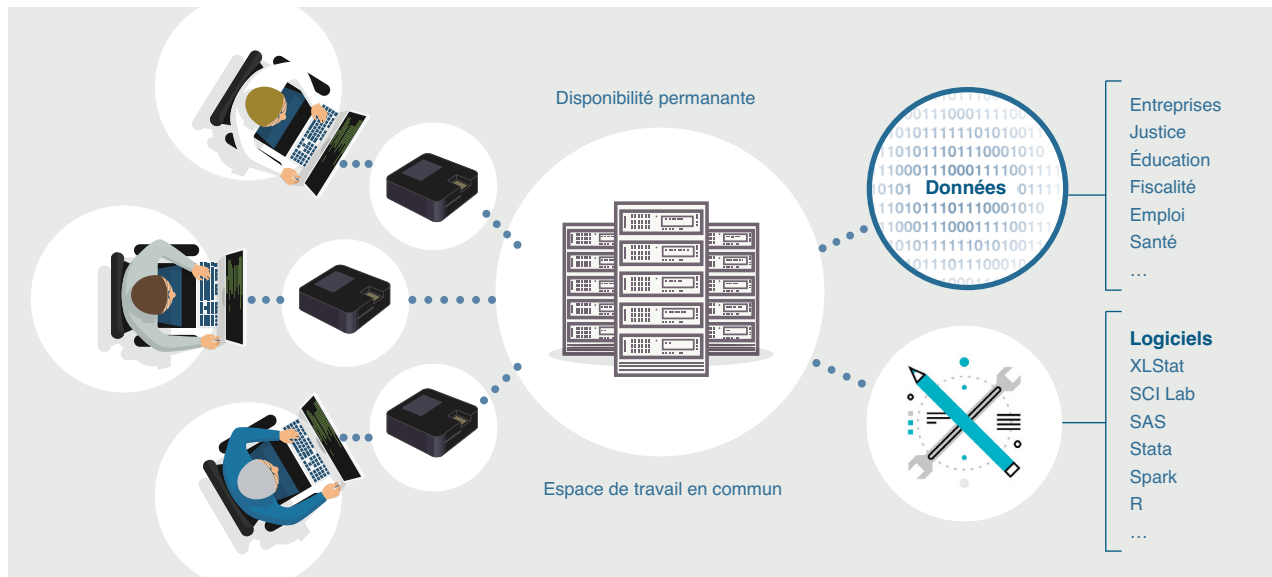 Disponibilité permanante
Espace de travail en commun
Données
Entreprises
Justice
Éducation
Fiscalité
Emploi
Santé
…
Logiciels
XLStat
SCI Lab
SAS
Stata
Spark
R
…